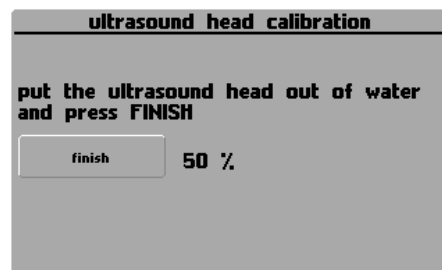 ultrasound head calibration
put the ultrasound head out of water
and press FINISH
finish
50 %